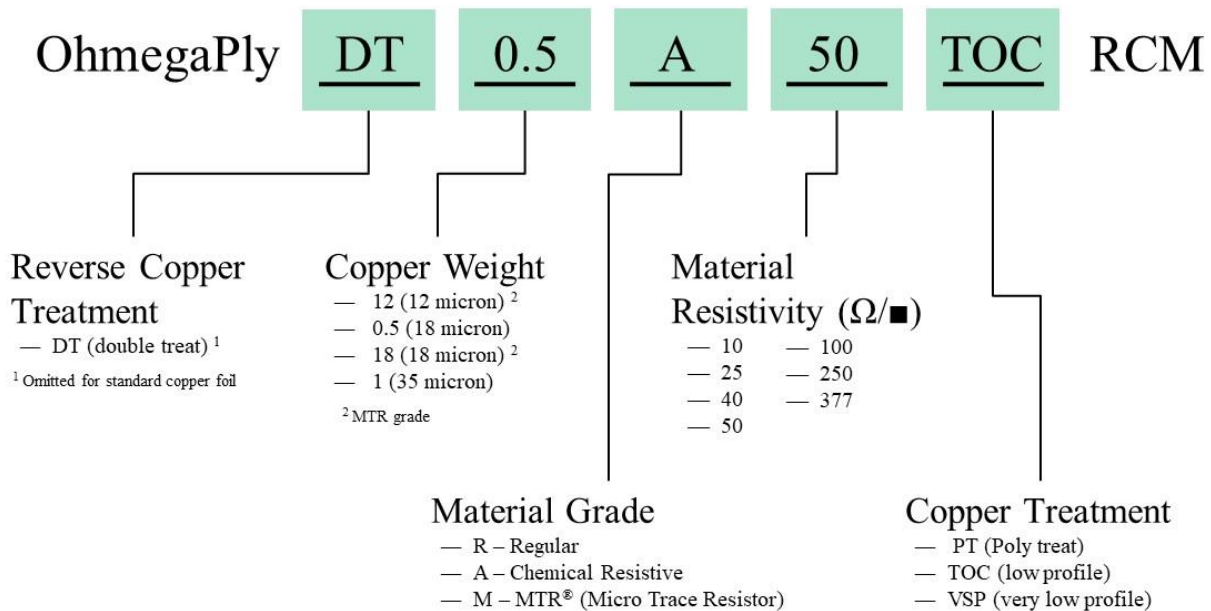 OhmegaPly DT 0.5 A 50 TOC RCM
Reverse Copper
Treatment
— DT (double treat) ¹
¹ Omitted for standard copper foil
Copper Weight
— 12 (12 micron) ²
— 0.5 (18 micron)
— 18 (18 micron) ²
— 1 (35 micron)
² MTR grade
Material
Resistivity (Ω/■)
— 10
— 25
— 40
— 50
— 100
— 250
— 377
Material Grade
— R – Regular
— A – Chemical Resistive
— M – MTR® (Micro Trace Resistor)
Copper Treatment
— PT (Poly treat)
— TOC (low profile)
— VSP (very low profile)